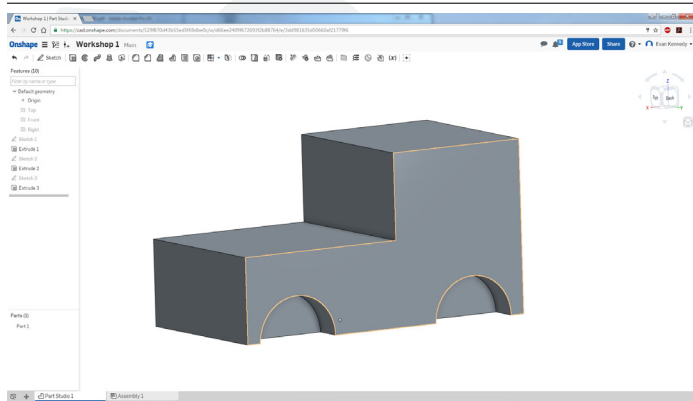 Workshop 1 | Part Studio
https://cad.onshape.com/documents/
Onshape Workshop 1 Main App Store Share Evan Kennedy
Sketch (x)
Features (10)
Filter by name or type
Default geometry
Origin
Top
Front
Right
Sketch 1
Extrude 1
Sketch 2
Extrude 2
Sketch 3
Extrude 3
Z
Top Back
X Y
Parts (1)
Part 1
Part Studio 1 Assembly 1